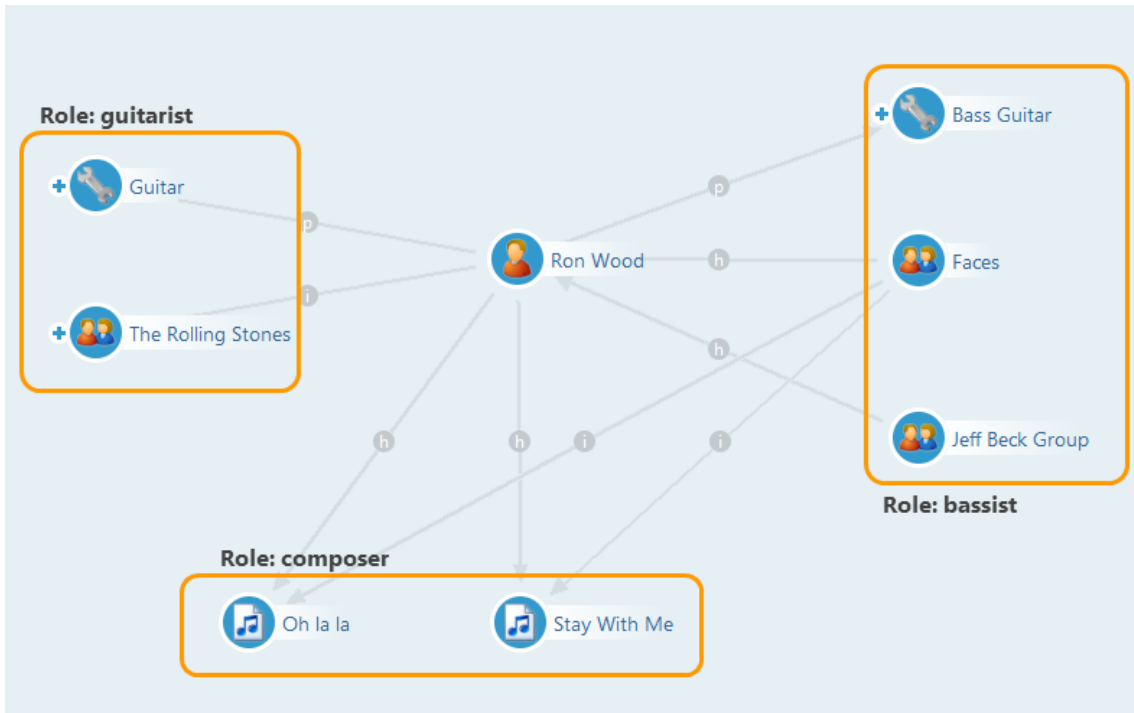 Role: guitarist
Guitar
The Rolling Stones
p
i
Ron Wood
p
h
h
Bass Guitar
Faces
Jeff Beck Group
Role: bassist
h
h
i
i
Role: composer
Oh la la
Stay With Me